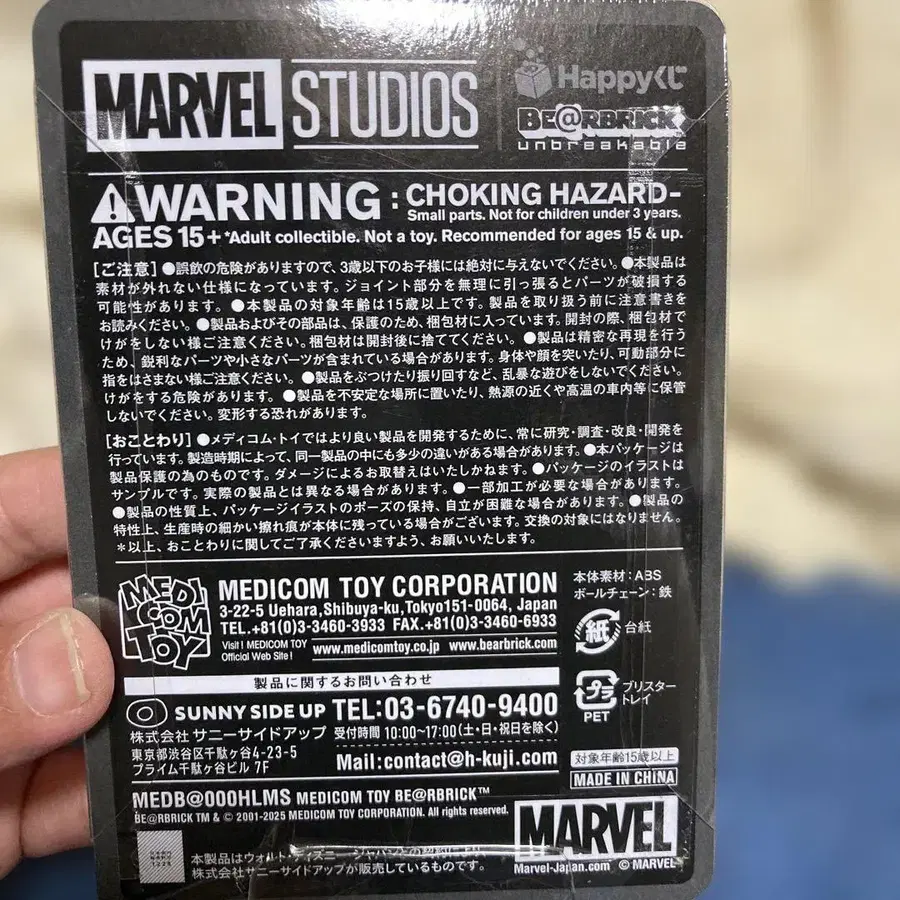 MARVEL STUDIOS
Happyくじ
BE@RBRICK
unbreakable
WARNING : CHOKING HAZARD-
Small parts. Not for children under 3 years.
AGES 15+ *Adult collectible. Not a toy. Recommended for ages 15 & up.
[ご注意] ●誤飲の危険がありますので、3歳以下のお子様には絶対に与えないでください。●本製品は
素材が外れない仕様になっています。ジョイント部分を無理に引っ張るとパーツが破損する
可能性があります。●本製品の対象年齢は15歳以上です。製品を取り扱う前に注意書きを
お読みください。●製品およびその部品は、保護のため、梱包材に入っています。開封の際、梱包材で
けがをしない様ご注意ください。梱包材は開封後に捨ててください。●製品は精密な再現を行う
ため、鋭利なパーツや小さなパーツが含まれている場合があります。身体や顔を突いたり、可動部分に
指をはさまない様ご注意ください。●製品をぶつけたり振り回すなど、乱暴な遊びをしないでください。
けがをする危険があります。●製品を不安定な場所に置いたり、熱源の近くや高温の車内等に保管
しないでください。変形する恐れがあります。
[おことわり] ●メディコム・トイではより良い製品を開発するために、常に研究・調査・改良・開発を
行っています。製造時期によって、同一製品の中にも多少の違いがある場合があります。●本パッケージは
製品保護の為のものです。ダメージによるお取替えはいたしかねます。●パッケージのイラストは
サンプルです。実際の製品とは異なる場合があります。●一部加工が必要な場合があります。
●製品の性質上、パッケージイラストのポーズの保持、自立が困難な場合があります。●製品の
特性上、生産時の細かい擦れ痕が本体に残っている場合がございます。交換の対象にはなりません。
*以上、おことわりに関してご了承くださいますよう、お願いいたします。
MEDICOM TOY
MEDICOM TOY CORPORATION
3-22-5 Uehara,Shibuya-ku,Tokyo151-0064, Japan
TEL.+81(0)3-3460-3933 FAX.+81(0)3-6460-6933
Visit ! MEDICOM TOY
Official Web Site !
www.medicomtoy.co.jp www.bearbrick.com
本体素材:ABS
ボールチェーン:鉄
紙 台紙
プラ ブリスター
トレイ
PET
製品に関するお問い合わせ
SUNNY SIDE UP TEL:03-6740-9400
株式会社 サニーサイドアップ 受付時間 10:00~17:00(土・日・祝日を除く)
東京都渋谷区千駄ヶ谷4-23-5
プライム千駄ヶ谷ビル 7F
Mail:contact@h-kuji.com
対象年齢15歳以上
MADE IN CHINA
MEDB@000HLMS MEDICOM TOY BE@RBRICK™
BE@RBRICK TM & © 2001-2025 MEDICOM TOY CORPORATION. All rights reserved.
本製品はウォルト・ディズニー・ジャパンとの契約に
株式会社サニーサイドアップが販売しているものです。
MARVEL
Marvel-Japan.com © MARVEL